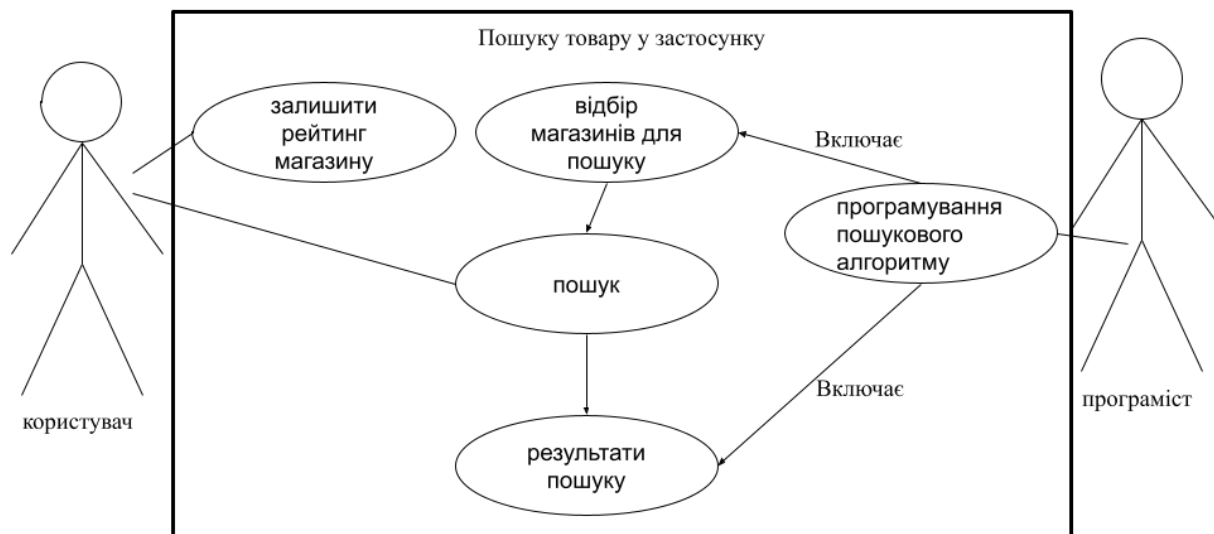 Пошуку товару у застосунку
залишити
рейтинг
магазину
відбір
магазинів для
пошуку
Включає
програмування
пошукового
алгоритму
пошук
Включає
результати
пошуку
користувач
програміст